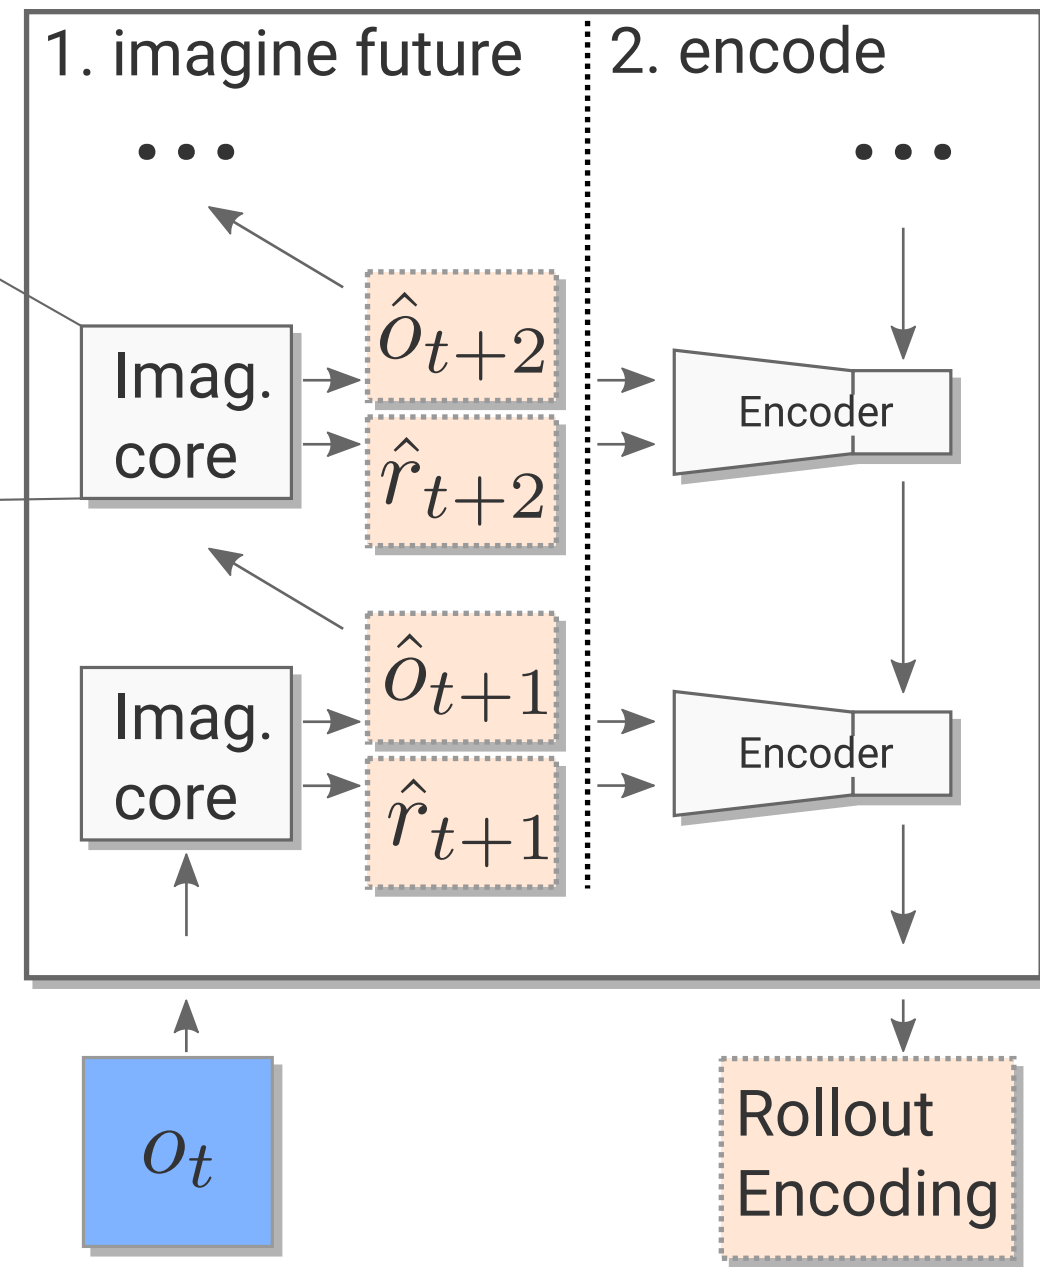 1. imagine future
2. encode
...
...
Imag.
core
ô_{t+2}
r̂_{t+2}
Encoder
Imag.
core
ô_{t+1}
r̂_{t+1}
Encoder
o_t
Rollout
Encoding